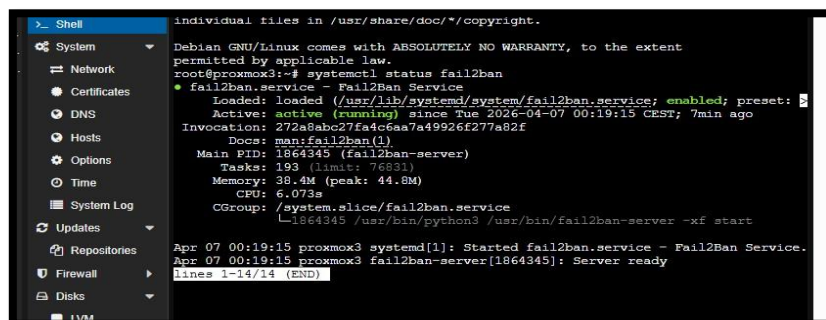 >_ Shell
System
Network
Certificates
DNS
Hosts
Options
Time
System Log
Updates
Repositories
Firewall
Disks
LVM
individual files in /usr/share/doc/*/copyright.
Debian GNU/Linux comes with ABSOLUTELY NO WARRANTY, to the extent
permitted by applicable law.
root@proxmox3:~# systemctl status fail2ban
● fail2ban.service - Fail2Ban Service
Loaded: loaded (/usr/lib/systemd/system/fail2ban.service; enabled; preset: >
Active: active (running) since Tue 2026-04-07 00:19:15 CEST; 7min ago
Invocation: 272a8abc27fa4c6aa7a49926f277a82f
Docs: man:fail2ban(1)
Main PID: 1864345 (fail2ban-server)
Tasks: 193 (limit: 76831)
Memory: 38.4M (peak: 44.8M)
CPU: 6.073s
CGroup: /system.slice/fail2ban.service
└─1864345 /usr/bin/python3 /usr/bin/fail2ban-server -xf start
Apr 07 00:19:15 proxmox3 systemd[1]: Started fail2ban.service - Fail2Ban Service.
Apr 07 00:19:15 proxmox3 fail2ban-server[1864345]: Server ready
lines 1-14/14 (END)